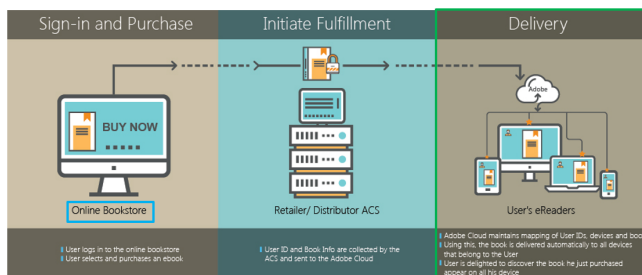 Sign-in and Purchase
Initiate Fulfillment
Delivery
Adobe
BUY NOW
Online Bookstore
Retailer/ Distributor ACS
User's eReaders
User logs in to the online bookstore
User selects and purchases an ebook
User ID and Book Info are collected by the
ACS and sent to the Adobe Cloud
Adobe Cloud maintains mapping of User IDs, devices and boo
Using this, the book is delivered automatically to all devices
that belong to the User
User is delighted to discover the book he just purchased
appear on all his device